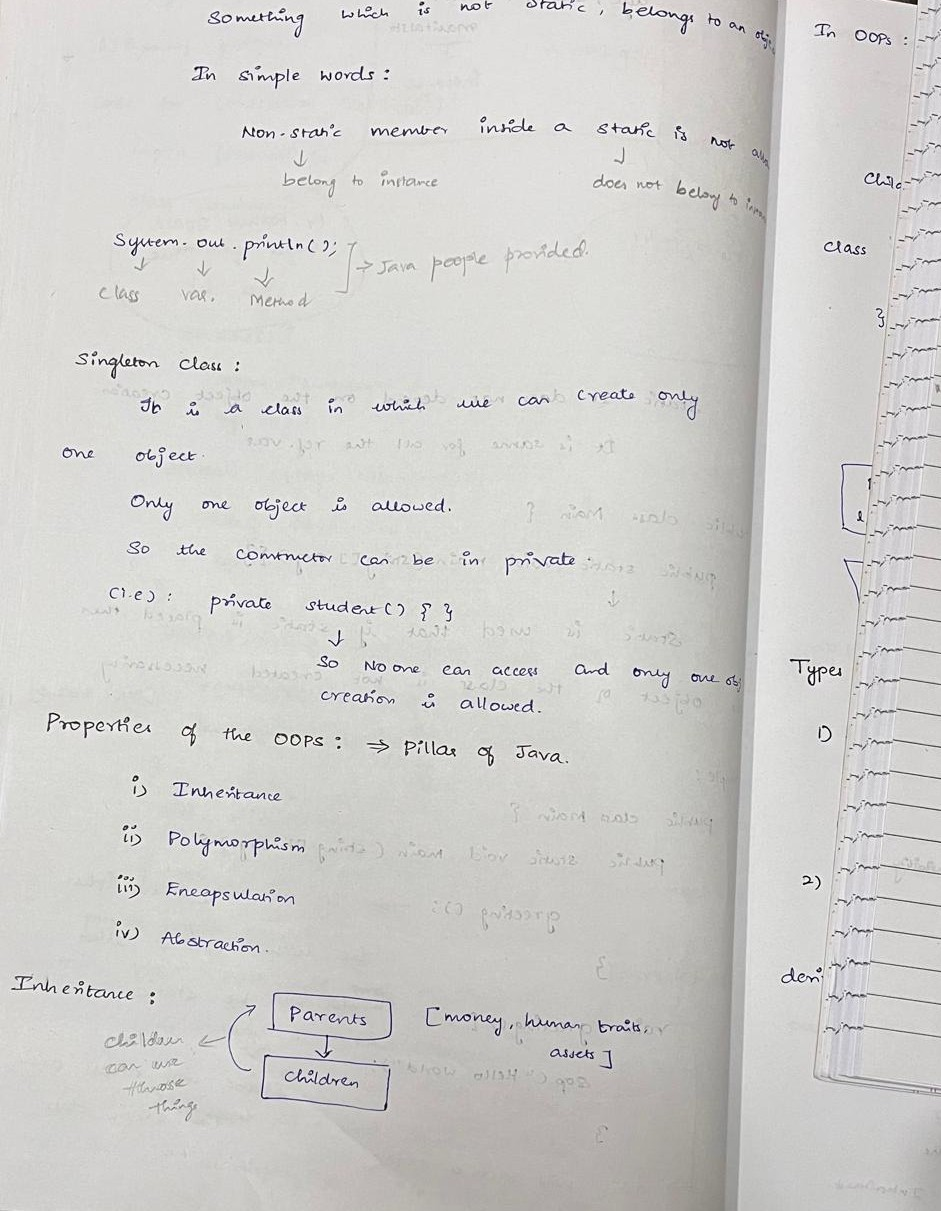 Something which is not static, belongs to an
In simple words :
Non-static member inside a static is not
belong to instance
does not belong to
System. out. println();
→ Java people provided.
class var. Method
Singleton class :
It is a class in which we can create only
one object.
Only one object is allowed.
So the constructor can be in private.
(i.e) : private student() { }
So No one can access and only one
creation is allowed.
Properties of the OOPS : ⇒ Pillar of Java.
i) Inheritance
ii) Polymorphism
iii) Encapsulation
iv) Abstraction.
Inheritance :
Parents
[money, human traits,
assets]
children
can use
those
things
children
In OOPs :
class
}
Types
1)
2)